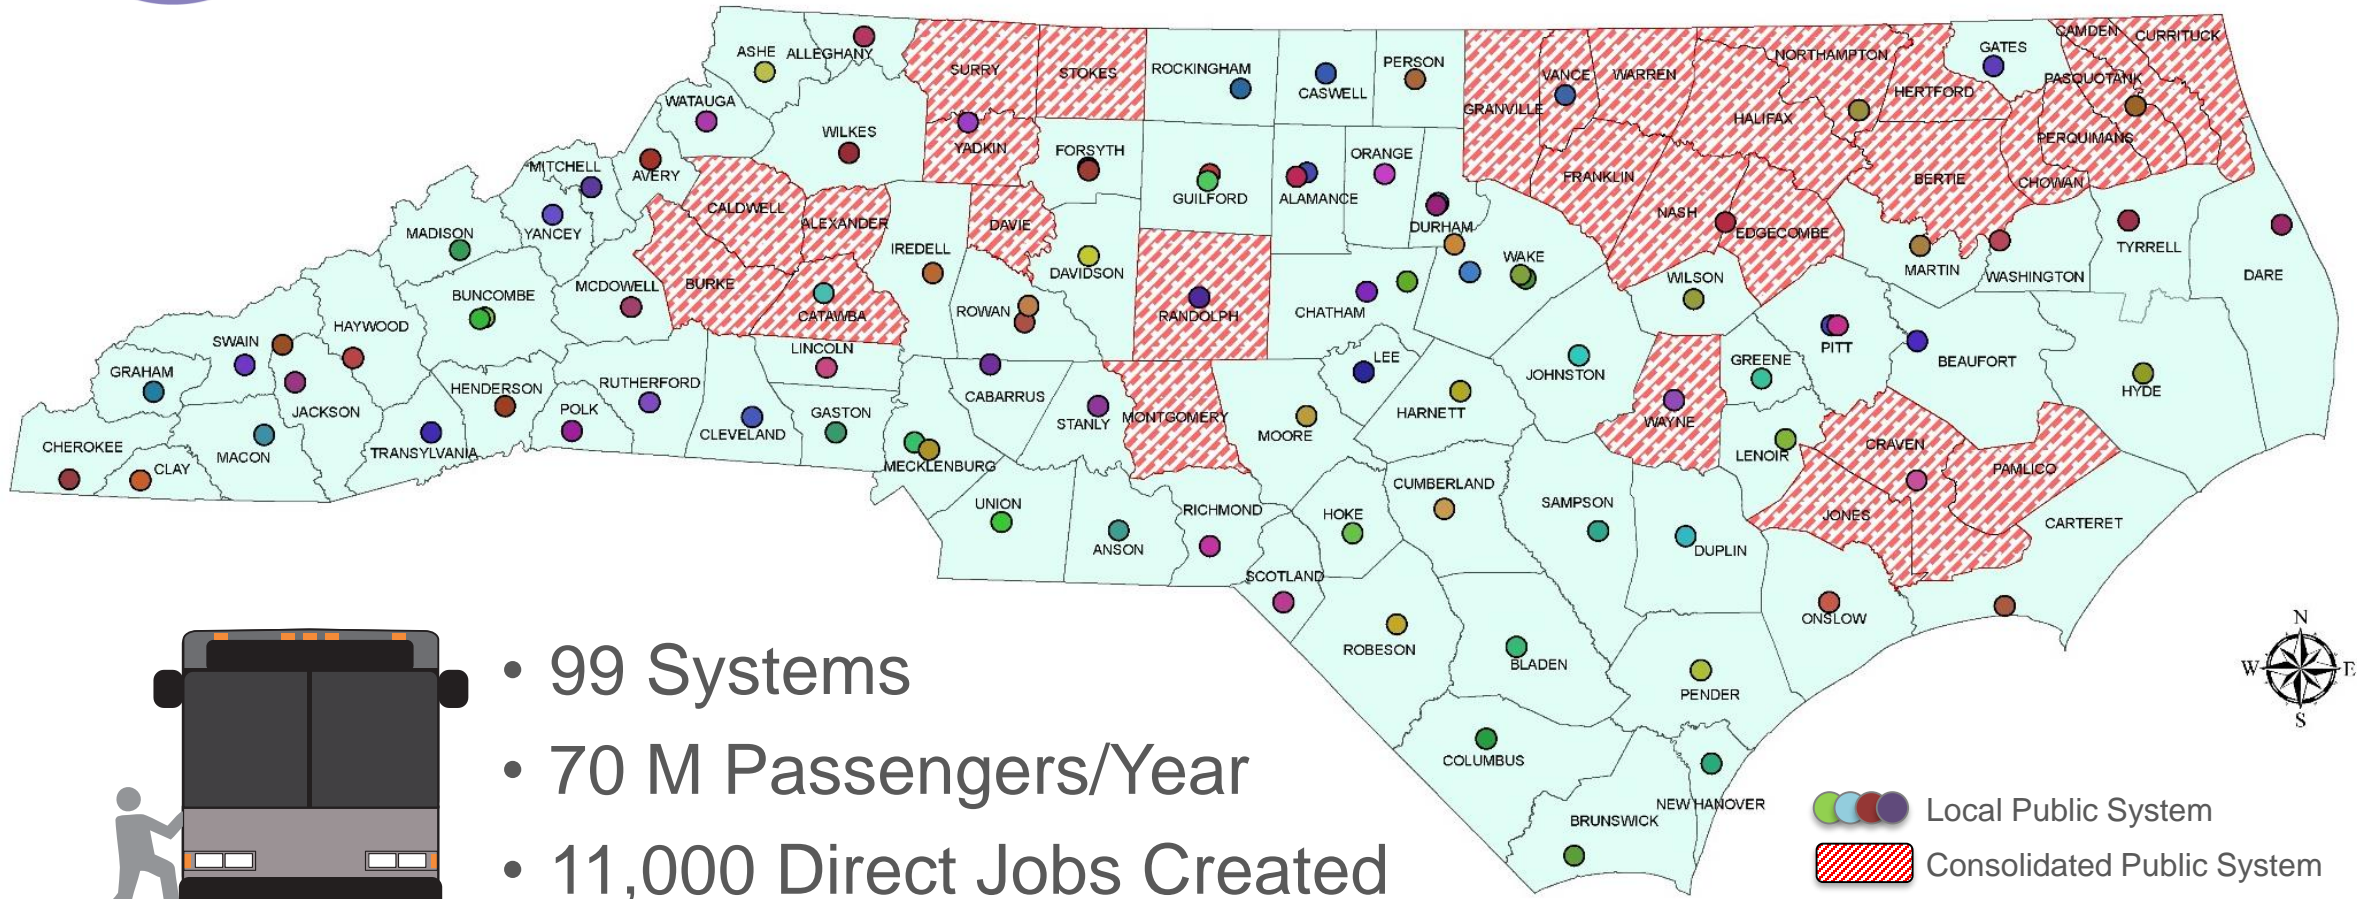 ASHE ALLEGHANY
SURRY STOKES ROCKINGHAM CASWELL PERSON
GRANVILLE VANCE WARREN NORTHAMPTON HALIFAX HERTFORD GATES
CAMDEN CURRITUCK PASQUOTANK PERQUIMANS
WATAUGA WILKES YADKIN FORSYTH GUILFORD ALAMANCE ORANGE DURHAM
FRANKLIN NASH EDGECOMBE BERTIE CHOWAN
MITCHELL AVERY CALDWELL ALEXANDER IREDELL DAVIE DAVIDSON
MADISON YANCEY
WAKE WILSON MARTIN WASHINGTON TYRRELL DARE
BUNCOMBE MCDOWELL BURKE CATAWBA ROWAN RANDOLPH CHATHAM
SWAIN HAYWOOD LINCOLN LEE JOHNSTON GREENE PITT BEAUFORT HYDE
GRAHAM JACKSON HENDERSON POLK RUTHERFORD CLEVELAND GASTON CABARRUS STANLY MONTGOMERY MOORE HARNETT WAYNE LENOIR CRAVEN PAMLICO
CHEROKEE CLAY MACON TRANSYLVANIA MECKLENBURG
UNION ANSON RICHMOND HOKE CUMBERLAND SAMPSON DUPLIN JONES CARTERET
SCOTLAND ROBESON BLADEN ONSLOW
PENDER
COLUMBUS
BRUNSWICK NEW HANOVER
N
W E
S
• 99 Systems
• 70 M Passengers/Year
• 11,000 Direct Jobs Created
Local Public System
Consolidated Public System